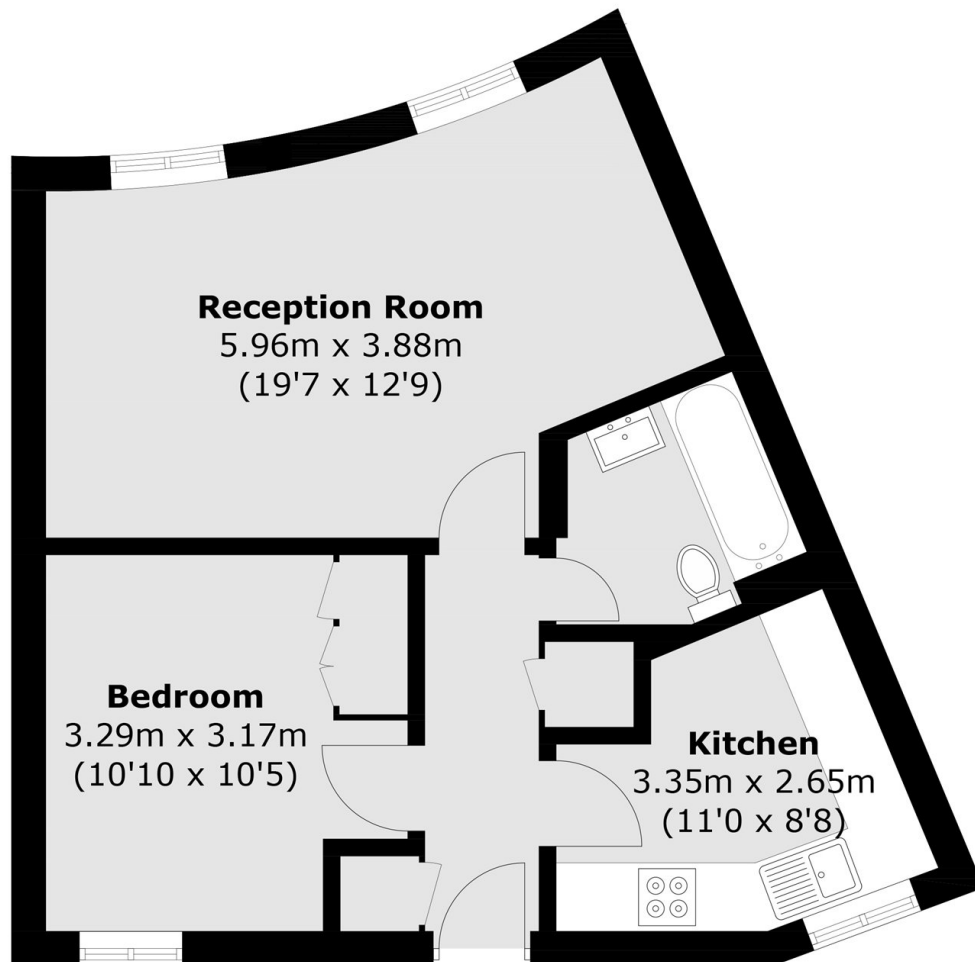 Reception Room
5.96m x 3.88m
(19'7 x 12'9)
Bedroom
3.29m x 3.17m
(10'10 x 10'5)
Kitchen
3.35m x 2.65m
(11'0 x 8'8)